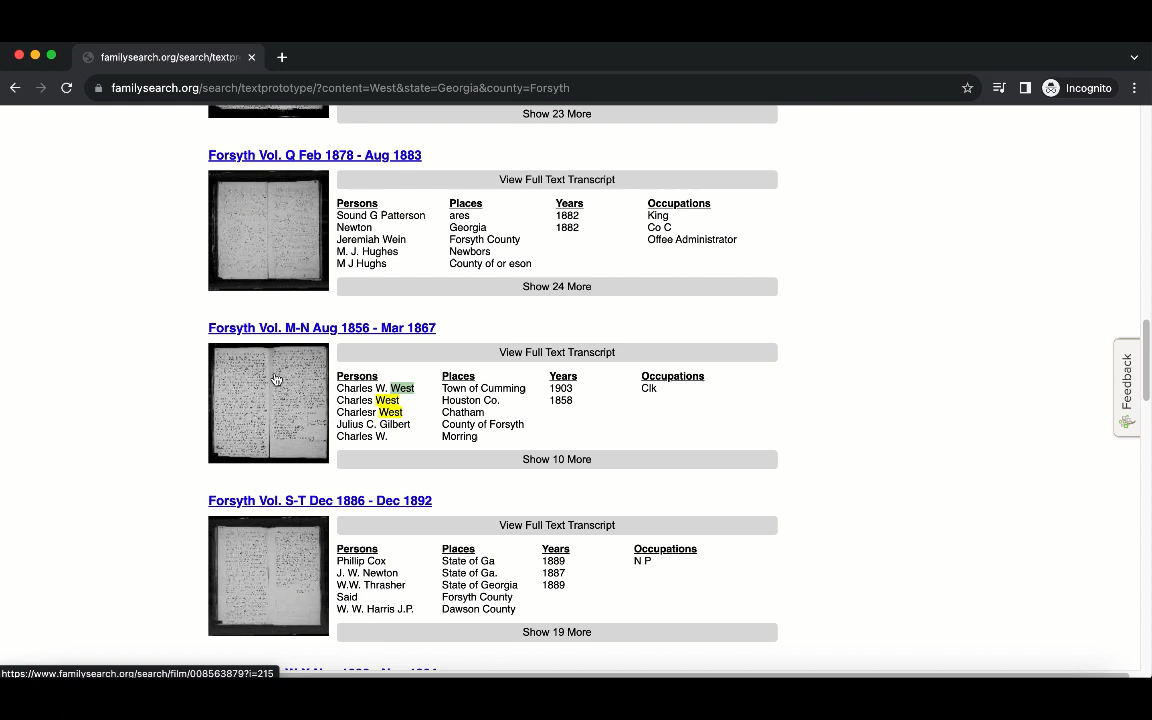 familysearch.org/search/textpr
familysearch.org/search/textprototype/?content=West&state=Georgia&county=Forsyth
Incognito
Show 23 More
Forsyth Vol. Q Feb 1878 - Aug 1883
View Full Text Transcript
Persons Places Years Occupations
Sound G Patterson ares 1882 King
Newton Georgia 1882 Co C
Jeremiah Wein Forsyth County Offee Administrator
M. J. Hughes Newbors
M J Hughs County of or eson
Show 24 More
Forsyth Vol. M-N Aug 1856 - Mar 1867
View Full Text Transcript
Persons Places Years Occupations
Charles W. West Town of Cumming 1903 Clk
Charles West Houston Co. 1858
Charlesr West Chatham
Julius C. Gilbert County of Forsyth
Charles W. Morring
Show 10 More
Forsyth Vol. S-T Dec 1886 - Dec 1892
View Full Text Transcript
Persons Places Years Occupations
Phillip Cox State of Ga 1889 N P
J. W. Newton State of Ga. 1887
W.W. Thrasher State of Georgia 1889
Said Forsyth County
W. W. Harris J.P. Dawson County
Show 19 More
Feedback
https://www.familysearch.org/search/film/008563879?i=215